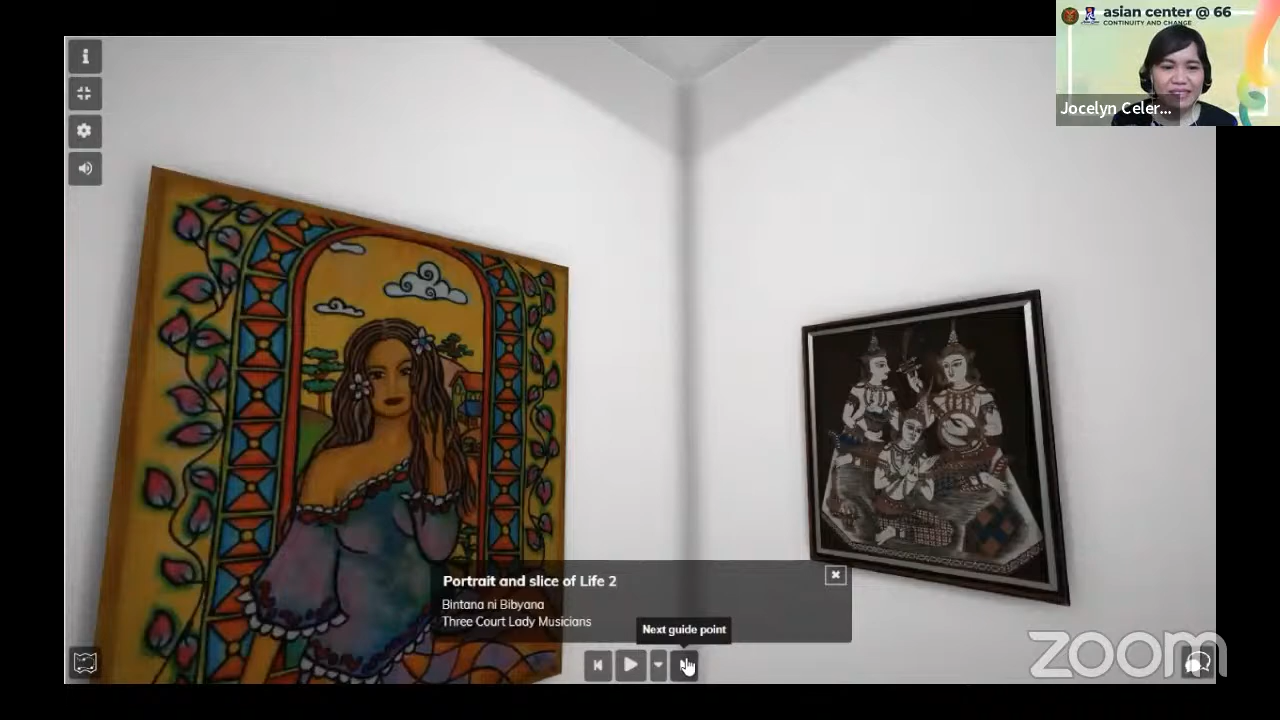 asian center @ 66
CONTINUITY AND CHANGE
Jocelyn Celer...
Portrait and slice of Life 2
Bintana ni Bibyana
Three Court Lady Musicians
Next guide point
zoom